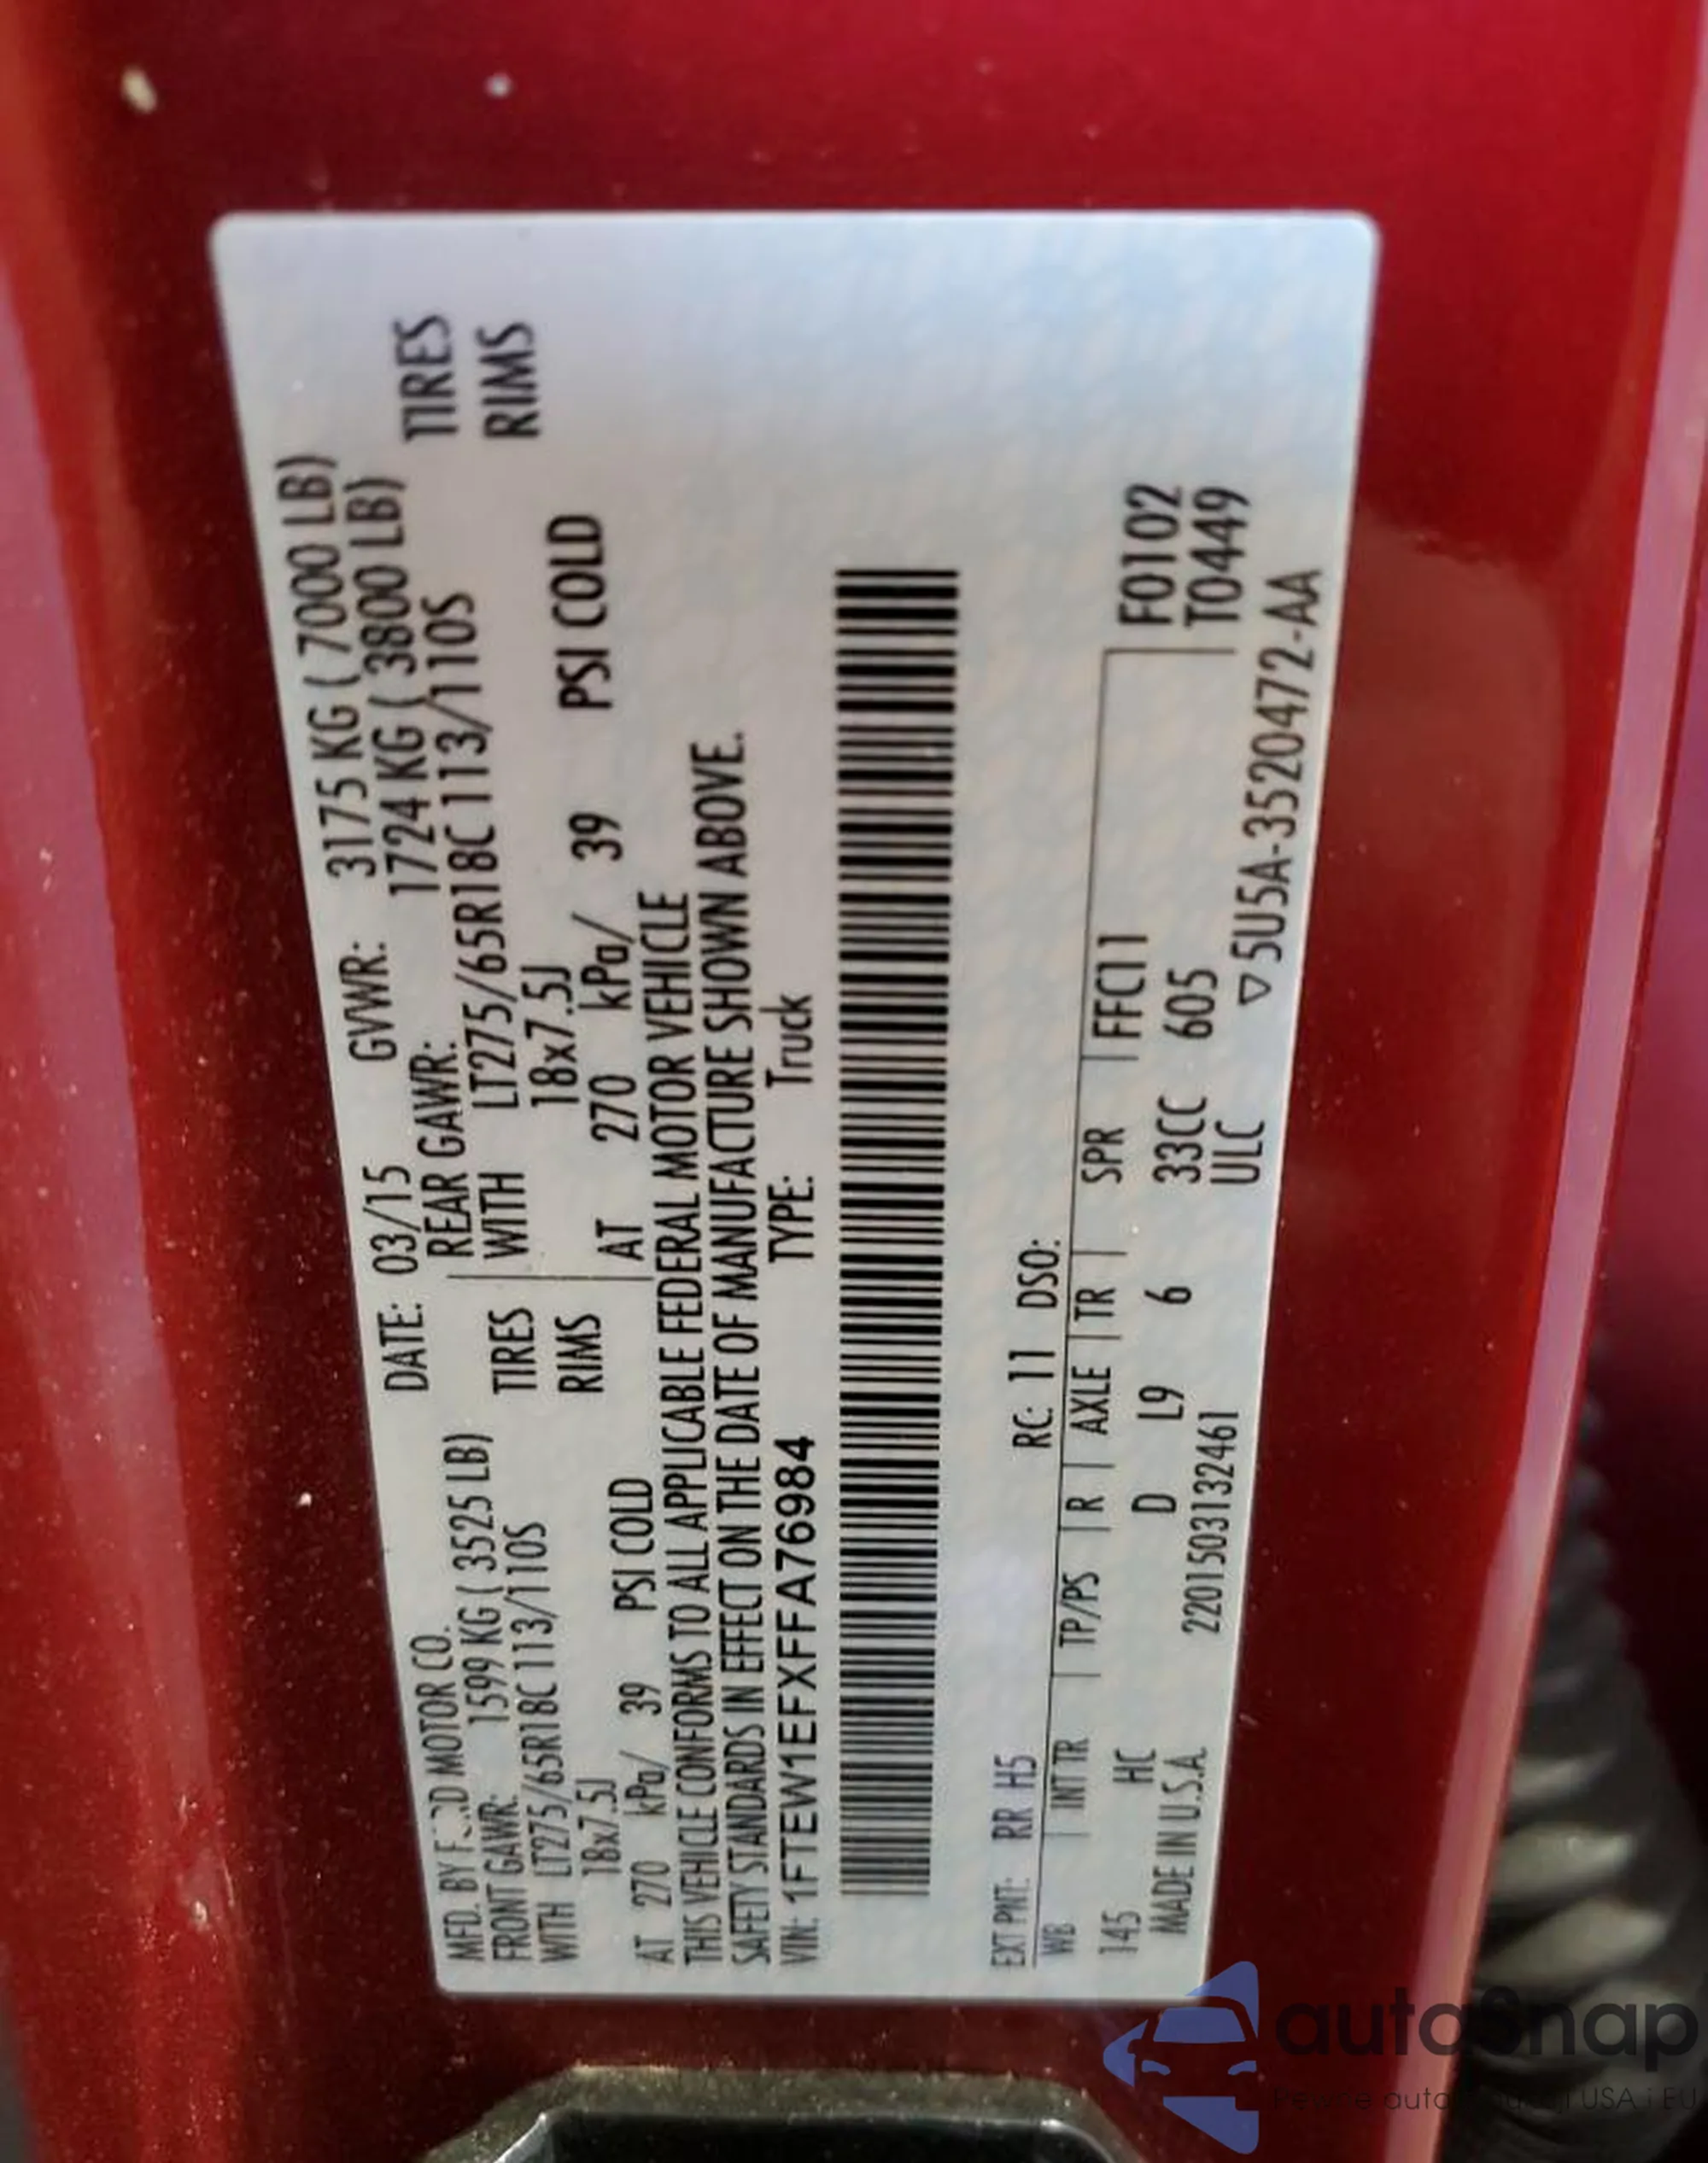 MFD. BY FORD MOTOR CO. DATE: 03/15 GVWR: 3175 KG ( 7000 LB)
FRONT GAWR: 1599 KG ( 3525 LB) REAR GAWR: 1724 KG ( 3800 LB)
WITH LT275/65R18C 113/110S TIRES WITH LT275/65R18C 113/110S TIRES
18x7.5J RIMS 18x7.5J RIMS
AT 270 kPa/ 39 PSI COLD AT 270 kPa/ 39 PSI COLD
THIS VEHICLE CONFORMS TO ALL APPLICABLE FEDERAL MOTOR VEHICLE
SAFETY STANDARDS IN EFFECT ON THE DATE OF MANUFACTURE SHOWN ABOVE.
VIN: 1FTEW1EFXFFA76984 TYPE: Truck
EXT PNT: RR H5 RC: 11 DSO:
WB | INT TR | TP/PS | R | AXLE | TR | SPR | FFC11 F0102
145 HC D L9 6 33CC 605 T0449
MADE IN U.S.A. 2201503132461 ULC ▽5U5A-3520472-AA
autoSnap
auto USA i EU